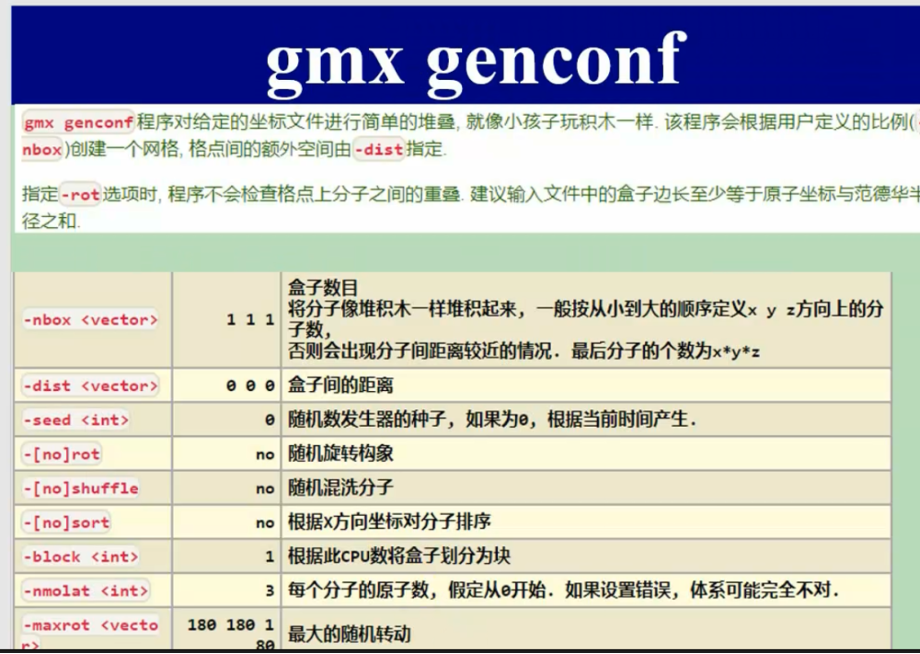 gmx genconf
gmx genconf程序对给定的坐标文件进行简单的堆叠, 就像小孩子玩积木一样. 该程序会根据用户定义的比例(
nbox)创建一个网格, 格点间的额外空间由-dist指定.
指定-rot选项时, 程序不会检查格点上分子之间的重叠. 建议输入文件中的盒子边长至少等于原子坐标与范德华半
径之和.
盒子数目
-nbox <vector> 1 1 1 将分子像堆积木一样堆积起来, 一般按从小到大的顺序定义x y z方向上的分
子数,
否则会出现分子间距离较近的情况. 最后分子的个数为x*y*z
-dist <vector> 0 0 0 盒子间的距离
-seed <int> 0 随机数发生器的种子, 如果为0, 根据当前时间产生.
-[no]rot no 随机旋转构象
-[no]shuffle no 随机混洗分子
-[no]sort no 根据X方向坐标对分子排序
-block <int> 1 根据此CPU数将盒子划分为块
-nmolat <int> 3 每个分子的原子数, 假定从0开始. 如果设置错误, 体系可能完全不对.
-maxrot <vecto
r> 180 180 1
80 最大的随机转动